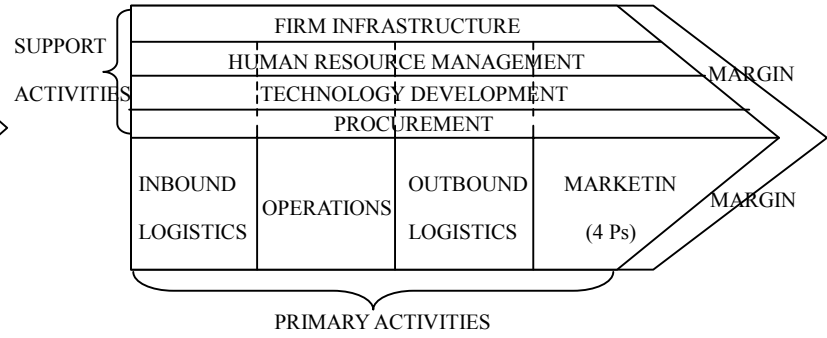 FIRM INFRASTRUCTURE
SUPPORT
ACTIVITIES
HUMAN RESOURCE MANAGEMENT
TECHNOLOGY DEVELOPMENT
PROCUREMENT
MARGIN
INBOUND
LOGISTICS
OPERATIONS
OUTBOUND
LOGISTICS
MARKETIN
(4 Ps)
MARGIN
PRIMARY ACTIVITIES